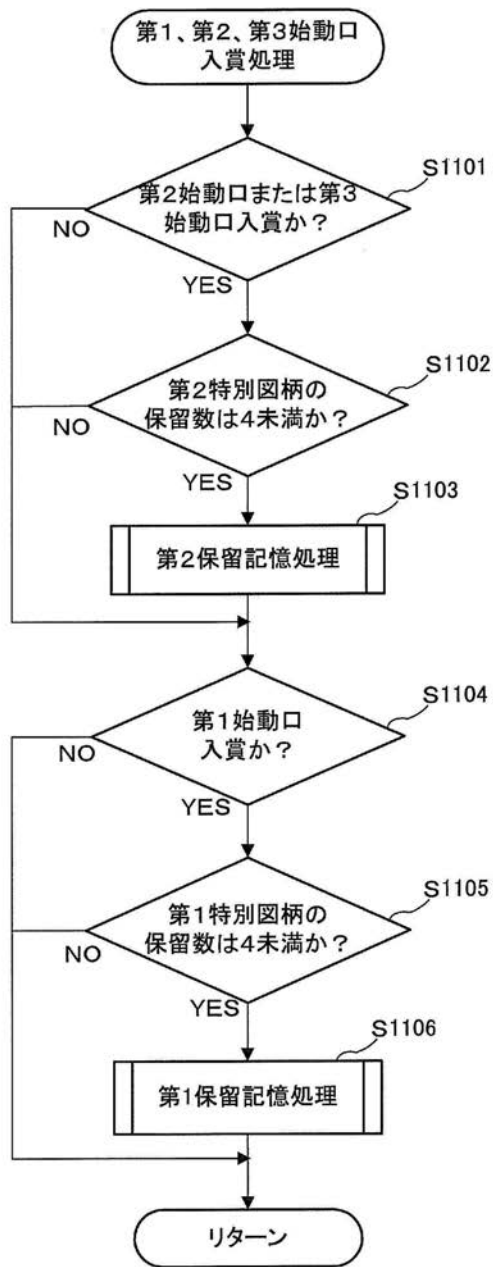 第1、第2、第3始動口
入賞処理
S1101
第2始動口または第3
始動口入賞か？
NO
YES
S1102
第2特別図柄の
保留数は4未満か？
NO
YES
S1103
第2保留記憶処理
S1104
第1始動口
入賞か？
NO
YES
S1105
第1特別図柄の
保留数は4未満か？
NO
YES
S1106
第1保留記憶処理
リターン